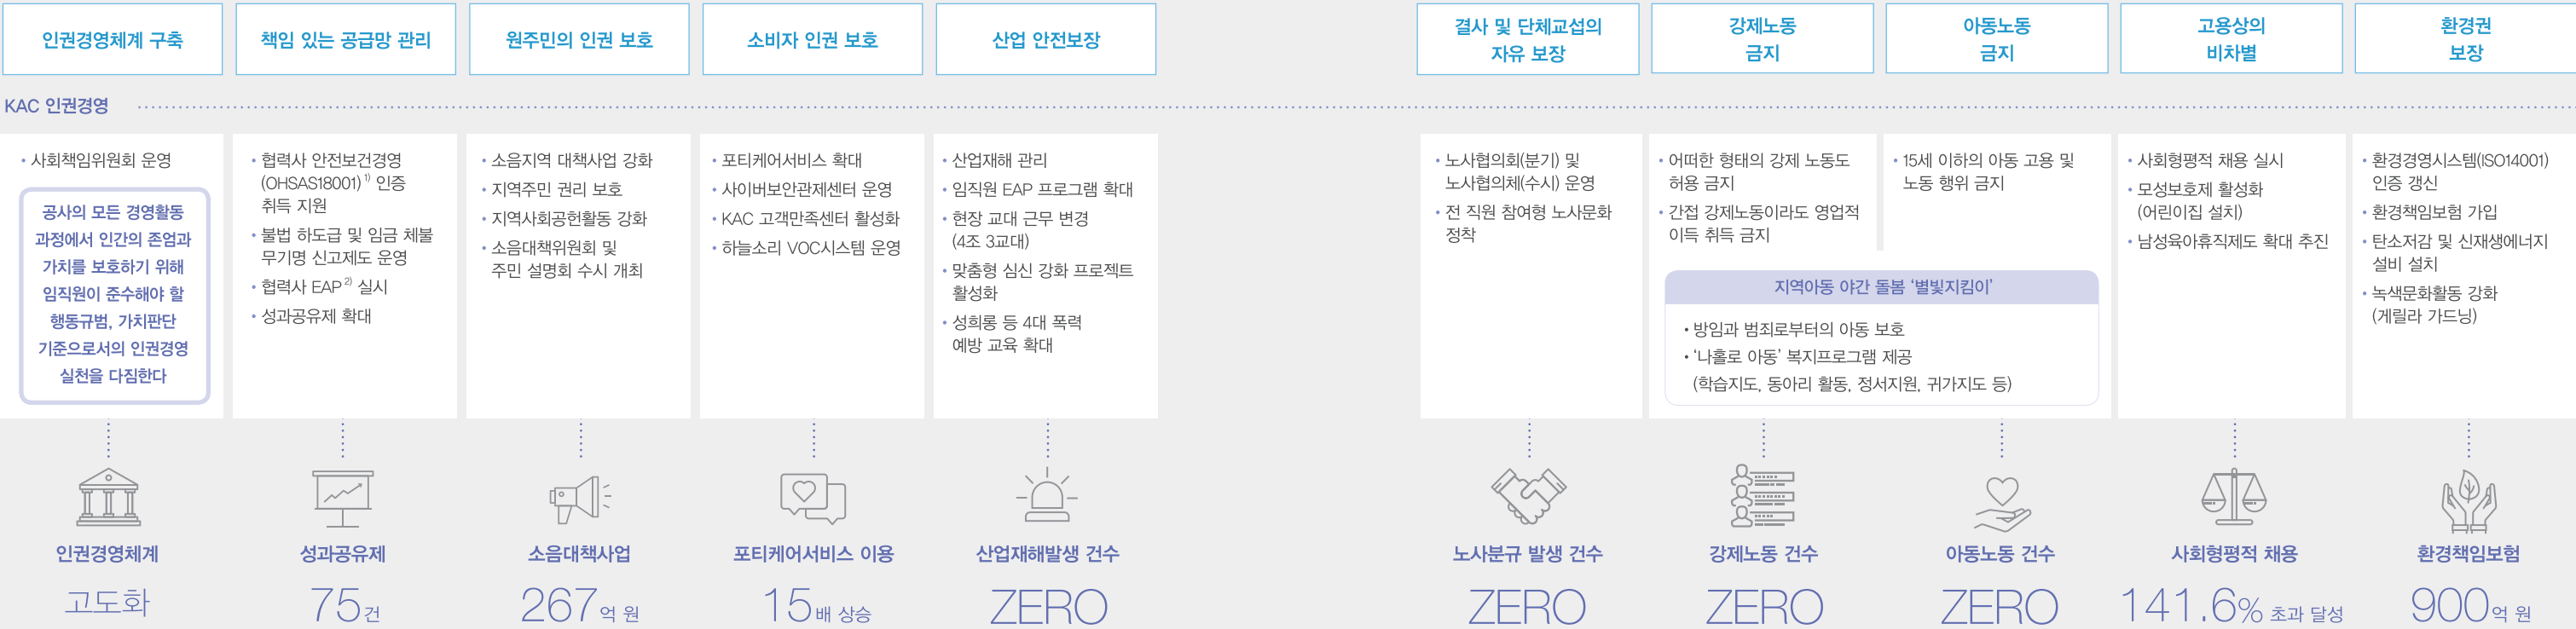 인권경영체계 구축
책임 있는 공급망 관리
원주민의 인권 보호
소비자 인권 보호
산업 안전보장
결사 및 단체교섭의
자유 보장
강제노동
금지
아동노동
금지
고용상의
비차별
환경권
보장
KAC 인권경영
• 사회책임위원회 운영
공사의 모든 경영활동
과정에서 인간의 존엄과
가치를 보호하기 위해
임직원이 준수해야 할
행동규범, 가치판단
기준으로서의 인권경영
실천을 다짐한다
• 협력사 안전보건경영
(OHSAS18001)1) 인증
취득 지원
• 불법 하도급 및 임금 체불
무기명 신고제도 운영
• 협력사 EAP2) 실시
• 성과공유제 확대
• 소음지역 대책사업 강화
• 지역주민 권리 보호
• 지역사회공헌활동 강화
• 소음대책위원회 및
주민 설명회 수시 개최
• 포티케어서비스 확대
• 사이버보안관제센터 운영
• KAC 고객만족센터 활성화
• 하늘소리 VOC시스템 운영
• 산업재해 관리
• 임직원 EAP 프로그램 확대
• 현장 교대 근무 변경
(4조 3교대)
• 맞춤형 심신 강화 프로젝트
활성화
• 성희롱 등 4대 폭력
예방 교육 확대
• 노사협의회(분기) 및
노사협의체(수시) 운영
• 전 직원 참여형 노사문화
정착
• 어떠한 형태의 강제 노동도
허용 금지
• 간접 강제노동이라도 영업적
이득 취득 금지
• 15세 이하의 아동 고용 및
노동 행위 금지
지역아동 야간 돌봄 ‘별빛지킴이’
• 방임과 범죄로부터의 아동 보호
• ‘나홀로 아동’ 복지프로그램 제공
(학습지도, 동아리 활동, 정서지원, 귀가지도 등)
• 사회형평적 채용 실시
• 모성보호제 활성화
(어린이집 설치)
• 남성육아휴직제도 확대 추진
• 환경경영시스템(ISO14001)
인증 갱신
• 환경책임보험 가입
• 탄소저감 및 신재생에너지
설비 설치
• 녹색문화활동 강화
(게릴라 가드닝)
인권경영체계
고도화
성과공유제
75건
소음대책사업
267억 원
포티케어서비스 이용
15배 상승
산업재해발생 건수
ZERO
노사분규 발생 건수
ZERO
강제노동 건수
ZERO
아동노동 건수
ZERO
사회형평적 채용
141.6% 초과 달성
환경책임보험
900억 원